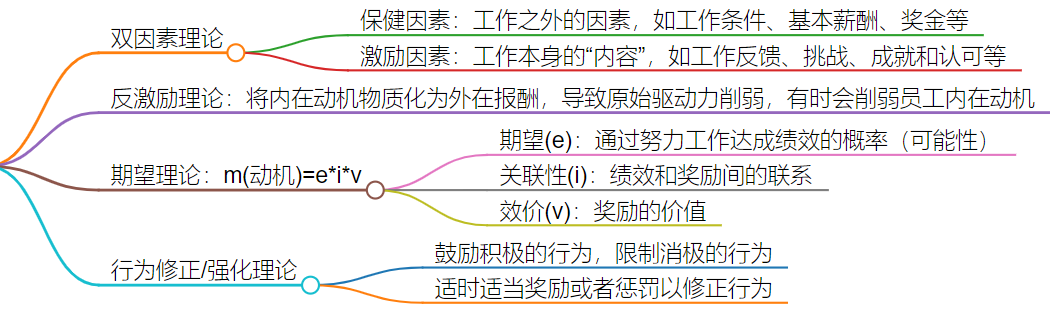 双因素理论
保健因素：工作之外的因素，如工作条件、基本薪酬、奖金等
激励因素：工作本身的“内容”，如工作反馈、挑战、成就和认可等
反激励理论：将内在动机物质化为外在报酬，导致原始驱动力削弱，有时会削弱员工内在动机
期望理论：m(动机)=e*i*v
期望(e)：通过努力工作达成绩效的概率（可能性）
关联性(i)：绩效和奖励间的联系
效价(v)：奖励的价值
行为修正/强化理论
鼓励积极的行为，限制消极的行为
适时适当奖励或者惩罚以修正行为